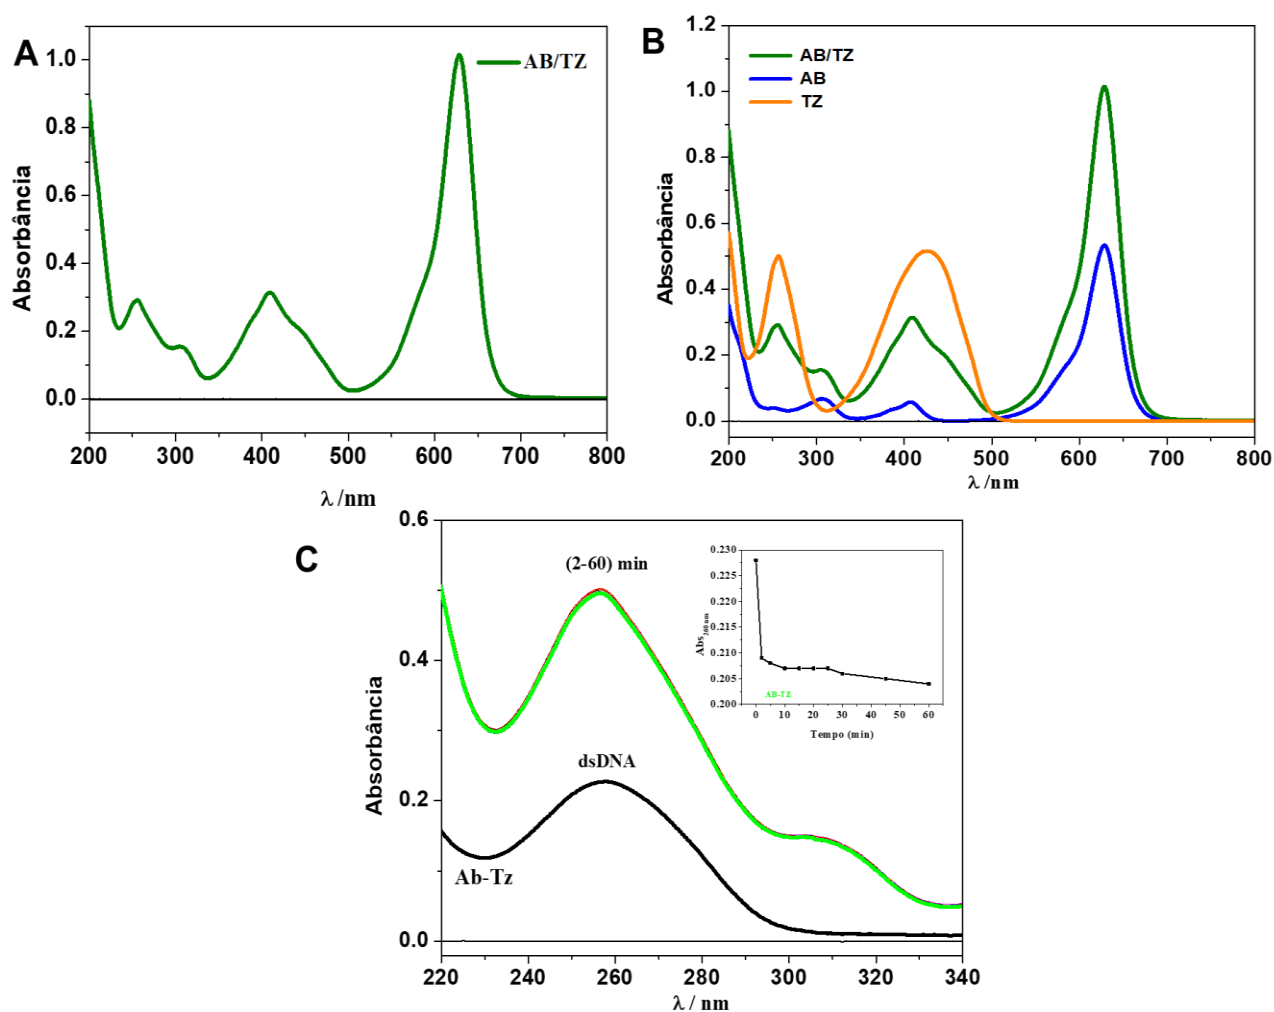 A
AB/TZ
Absorbância
1.0
0.8
0.6
0.4
0.2
0.0
200 300 400 500 600 700 800
λ /nm
B
AB/TZ
AB
TZ
Absorbância
1.2
1.0
0.8
0.6
0.4
0.2
0.0
200 300 400 500 600 700 800
λ /nm
C
(2-60) min
dsDNA
Ab-Tz
Absorbância
0.6
0.4
0.2
0.0
220 240 260 280 300 320 340
λ / nm
Abs260 nm
0.230
0.225
0.220
0.215
0.210
0.205
0.200
AB-TZ
0 10 20 30 40 50 60
Tempo (min)